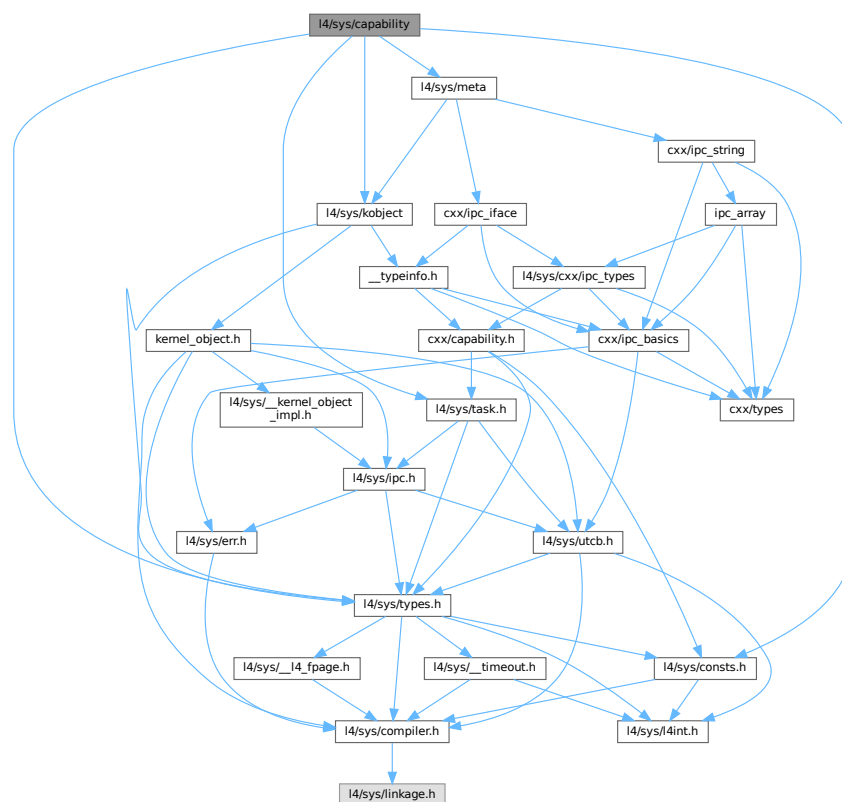 l4/sys/capability
l4/sys/meta
cxx/ipc_string
l4/sys/kobject
cxx/ipc_iface
ipc_array
__typeinfo.h
l4/sys/cxx/ipc_types
kernel_object.h
cxx/capability.h
cxx/ipc_basics
l4/sys/__kernel_object
_impl.h
l4/sys/task.h
cxx/types
l4/sys/ipc.h
l4/sys/err.h
l4/sys/utcb.h
l4/sys/types.h
l4/sys/__l4_fpage.h
l4/sys/__timeout.h
l4/sys/consts.h
l4/sys/compiler.h
l4/sys/l4int.h
l4/sys/linkage.h